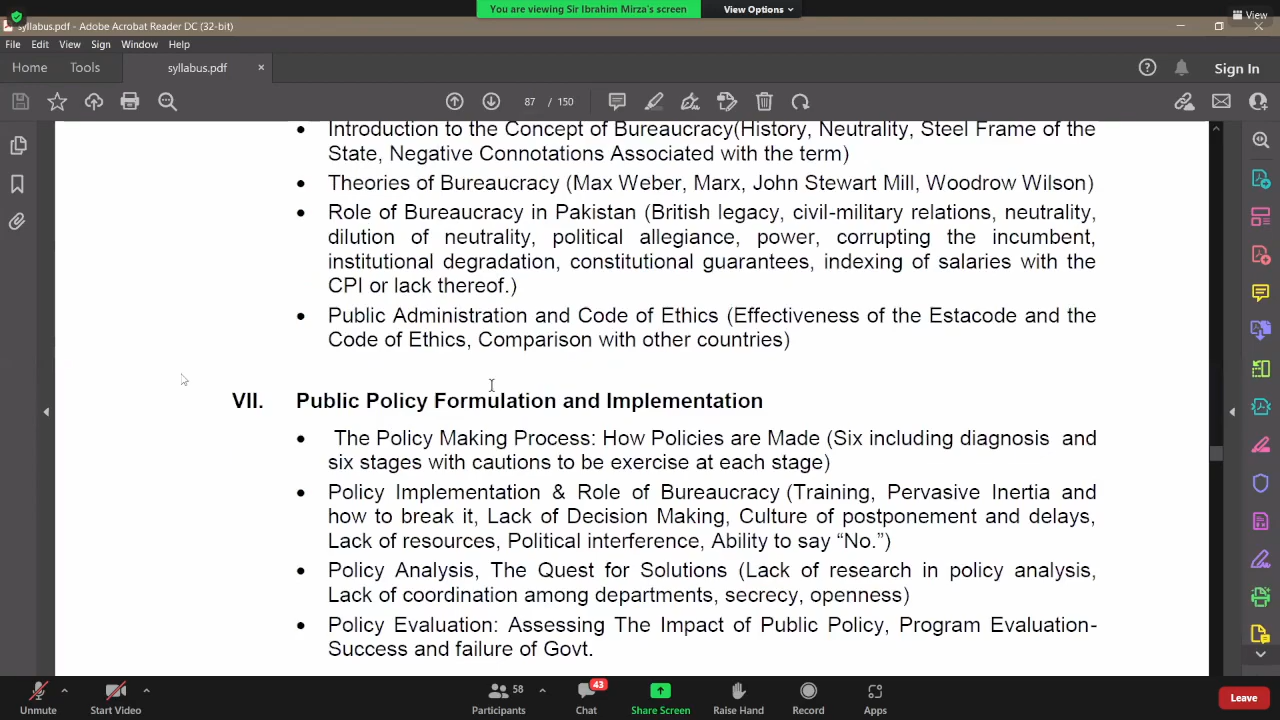 You are viewing Sir Ibrahim Mirza's screen
View Options
View
syllabus.pdf - Adobe Acrobat Reader DC (32-bit)
File Edit View Sign Window Help
Home Tools syllabus.pdf × Sign In
87 / 150
• Introduction to the Concept of Bureaucracy(History, Neutrality, Steel Frame of the
State, Negative Connotations Associated with the term)
• Theories of Bureaucracy (Max Weber, Marx, John Stewart Mill, Woodrow Wilson)
• Role of Bureaucracy in Pakistan (British legacy, civil-military relations, neutrality,
dilution of neutrality, political allegiance, power, corrupting the incumbent,
institutional degradation, constitutional guarantees, indexing of salaries with the
CPI or lack thereof.)
• Public Administration and Code of Ethics (Effectiveness of the Estacode and the
Code of Ethics, Comparison with other countries)
VII. Public Policy Formulation and Implementation
• The Policy Making Process: How Policies are Made (Six including diagnosis and
six stages with cautions to be exercise at each stage)
• Policy Implementation & Role of Bureaucracy (Training, Pervasive Inertia and
how to break it, Lack of Decision Making, Culture of postponement and delays,
Lack of resources, Political interference, Ability to say “No.”)
• Policy Analysis, The Quest for Solutions (Lack of research in policy analysis,
Lack of coordination among departments, secrecy, openness)
• Policy Evaluation: Assessing The Impact of Public Policy, Program Evaluation-
Success and failure of Govt.
58
43
Unmute Start Video Participants Chat Share Screen Raise Hand Record Apps Leave